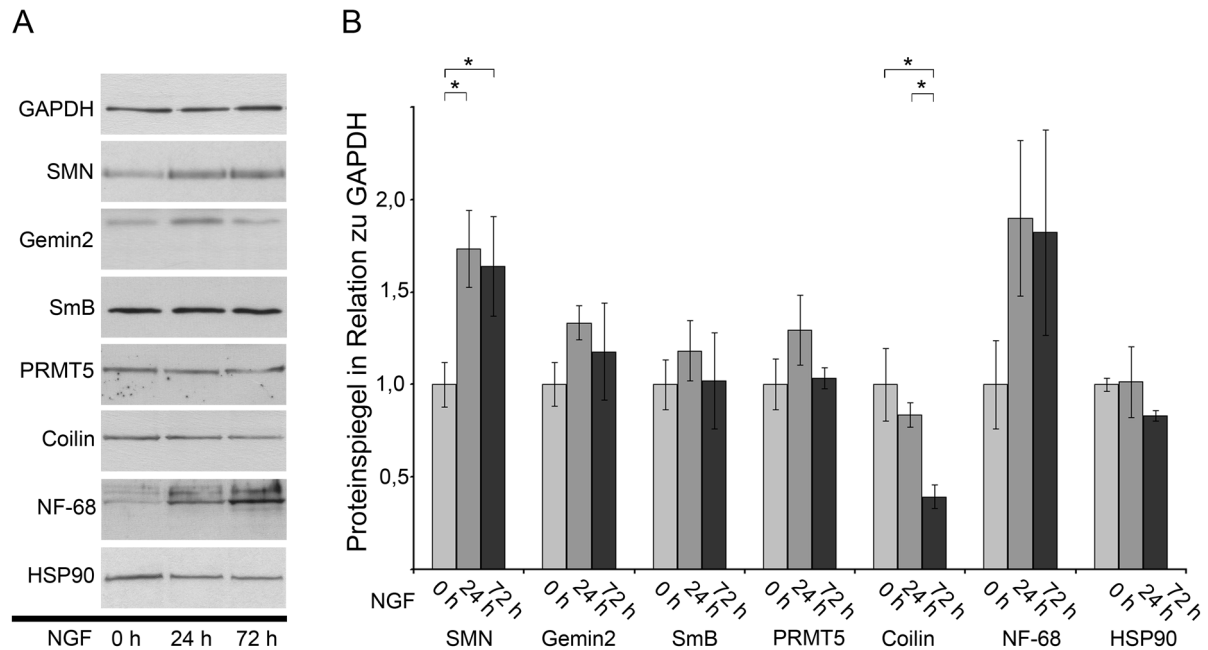 A
GAPDH
SMN
Gemin2
SmB
PRMT5
Coilin
NF-68
HSP90
NGF 0 h 24 h 72 h
B
* *
* *
Proteinspiegel in Relation zu GAPDH
2,0
1,5
1,0
0,5
NGF 0 h 24 h 72 h 0 h 24 h 72 h 0 h 24 h 72 h 0 h 24 h 72 h 0 h 24 h 72 h 0 h 24 h 72 h 0 h 24 h 72 h
SMN Gemin2 SmB PRMT5 Coilin NF-68 HSP90